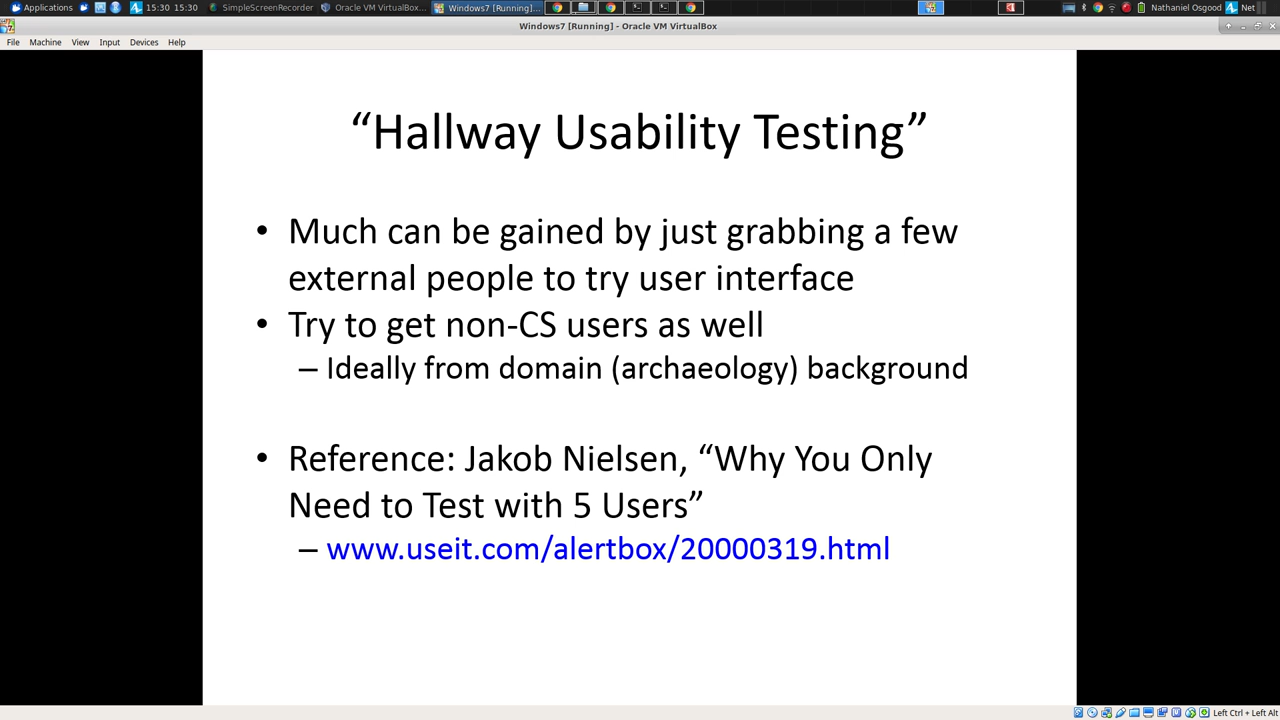 Applications
15:30 15:30
SimpleScreenRecorder
Oracle VM VirtualBox...
Windows7 [Running]-...
Nathaniel Osgood
Net
Windows7 [Running] - Oracle VM VirtualBox
File Machine View Input Devices Help
“Hallway Usability Testing”
• Much can be gained by just grabbing a few
external people to try user interface
• Try to get non-CS users as well
– Ideally from domain (archaeology) background
• Reference: Jakob Nielsen, “Why You Only
Need to Test with 5 Users”
– www.useit.com/alertbox/20000319.html
Left Ctrl + Left Alt